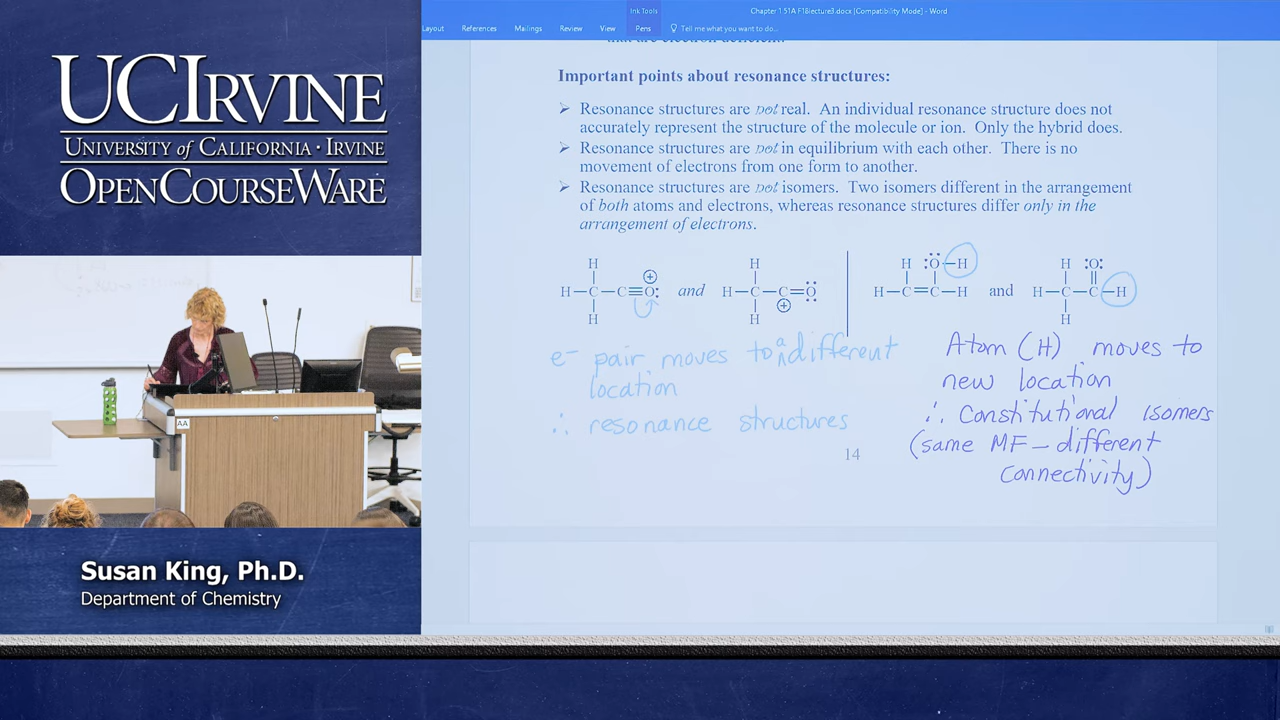 UCIRVINE
UNIVERSITY of CALIFORNIA · IRVINE
OPENCOURSEWARE
AA
Susan King, Ph.D.
Department of Chemistry
Ink Tools
Chapter 1 51A F18lecture3.docx [Compatibility Mode] - Word
Layout References Mailings Review View Pens Tell me what you want to do...
that are electron deficient.
Important points about resonance structures:
➢ Resonance structures are not real. An individual resonance structure does not
accurately represent the structure of the molecule or ion. Only the hybrid does.
➢ Resonance structures are not in equilibrium with each other. There is no
movement of electrons from one form to another.
➢ Resonance structures are not isomers. Two isomers different in the arrangement
of both atoms and electrons, whereas resonance structures differ only in the
arrangement of electrons.
H
H—C—C≡O:
H
⊕
and
H
H—C—C=O
H
⊕
H :O—H
H—C=C—H
and
H :O:
H—C—C—H
H
e- pair moves to a different
location
∴ resonance structures
Atom (H) moves to
new location
∴ Constitutional isomers
(same MF – different
connectivity)
14